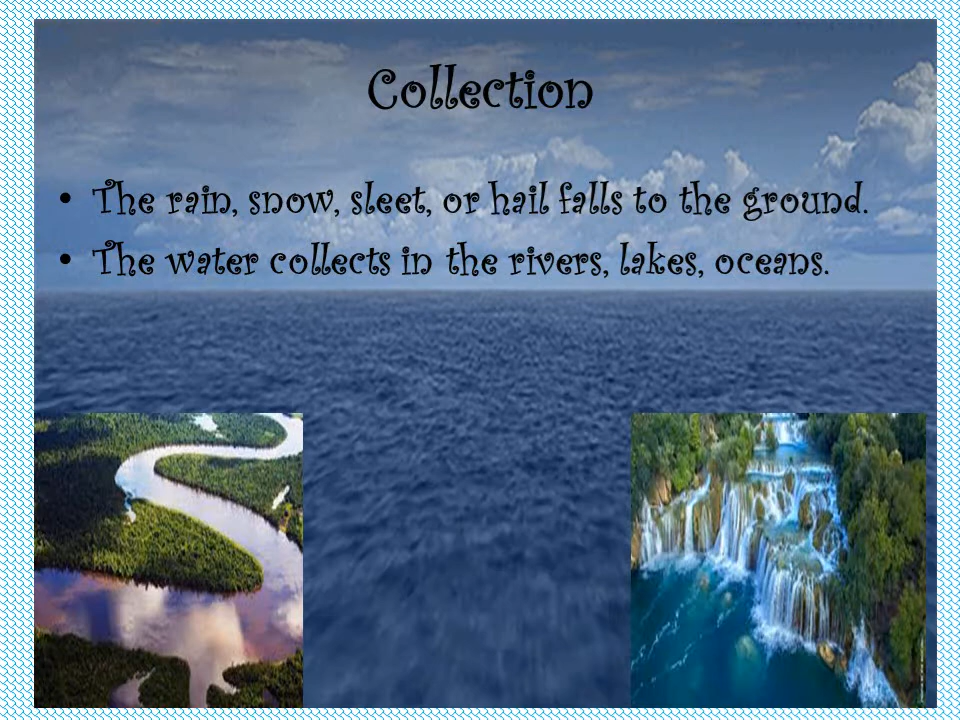 Collection
• The rain, snow, sleet, or hail falls to the ground.
• The water collects in the rivers, lakes, oceans.